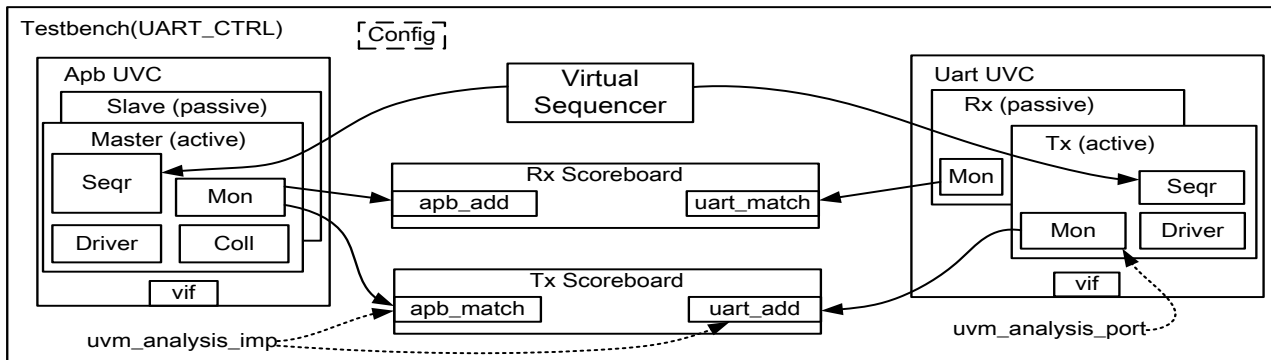 Testbench(UART_CTRL)
Config
Apb UVC
Slave (passive)
Master (active)
Seqr
Mon
Driver
Coll
vif
Virtual
Sequencer
Rx Scoreboard
apb_add
uart_match
Tx Scoreboard
apb_match
uart_add
Uart UVC
Rx (passive)
Mon
Tx (active)
Seqr
Mon
Driver
vif
uvm_analysis_imp
uvm_analysis_port